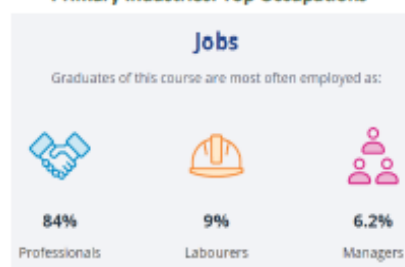 Jobs
Graduates of this course are most often employed as:
84% 9% 6.2%
Professionals Labourers Managers